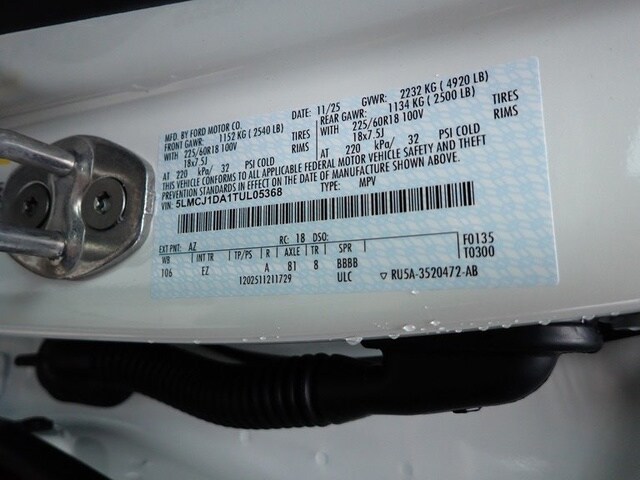 MFD. BY FORD MOTOR CO. DATE: 11/25 GVWR: 2232 KG ( 4920 LB)
FRONT GAWR: 1152 KG ( 2540 LB) REAR GAWR: 1134 KG ( 2500 LB)
WITH 225/60R18 100V TIRES WITH 225/60R18 100V TIRES
18x7.5J RIMS 18x7.5J RIMS
AT 220 kPa/ 32 PSI COLD AT 220 kPa/ 32 PSI COLD
THIS VEHICLE CONFORMS TO ALL APPLICABLE FEDERAL MOTOR VEHICLE SAFETY AND THEFT
PREVENTION STANDARDS IN EFFECT ON THE DATE OF MANUFACTURE SHOWN ABOVE.
VIN: 5LMCJ1DA1TUL05368 TYPE: MPV
EXT PNT: AZ RC: 18 DSO: F0135
WB INT TR TP/PS R AXLE TR SPR T0300
106 EZ A 81 8 BBBB
1202511211729 ULC ▽ RU5A-3520472-AB